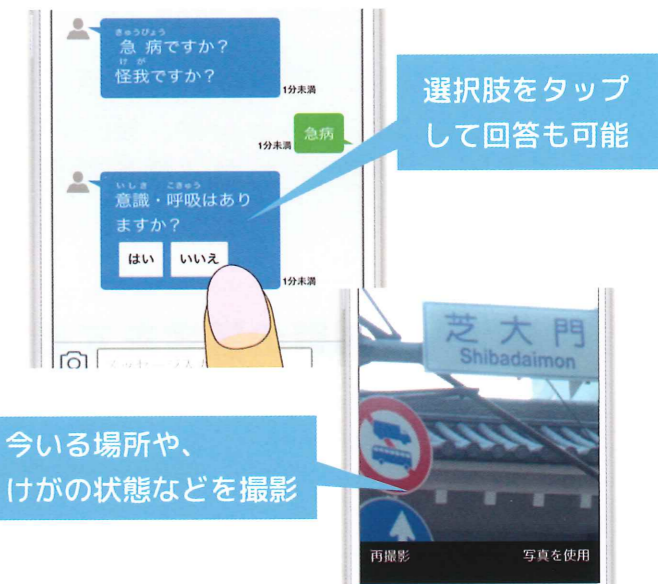 きゅうびょう
急病ですか?
けが
怪我ですか?
1分未満
選択肢をタップ
して回答も可能
急病
1分未満
いしき こきゅう
意識・呼吸はあり
ますか?
はい いいえ
1分未満
芝大門
Shibadaimon
今いる場所や、
けがの状態などを撮影
再撮影 写真を使用